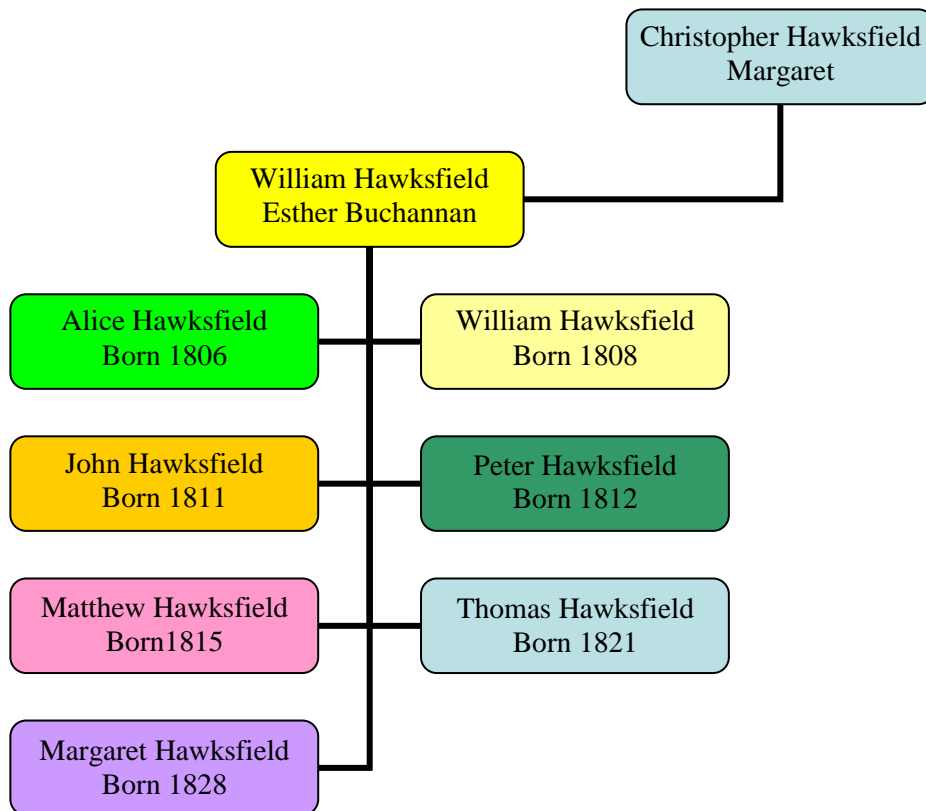 Christopher Hawksfield
Margaret
William Hawksfield
Esther Buchannan
Alice Hawksfield
Born 1806
William Hawksfield
Born 1808
John Hawksfield
Born 1811
Peter Hawksfield
Born 1812
Matthew Hawksfield
Born1815
Thomas Hawksfield
Born 1821
Margaret Hawksfield
Born 1828